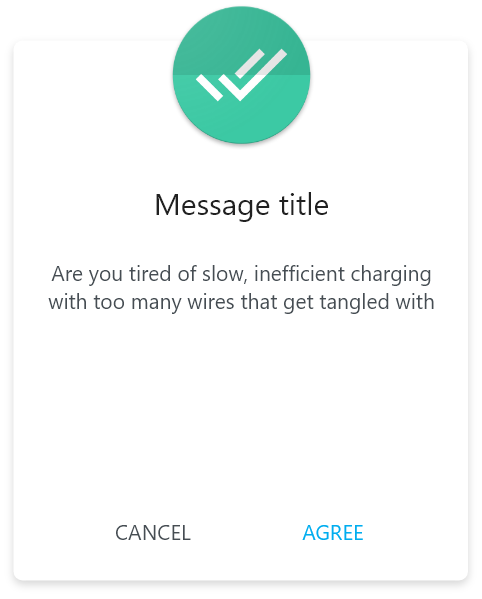 Message title
Are you tired of slow, inefficient charging
with too many wires that get tangled with
CANCEL AGREE